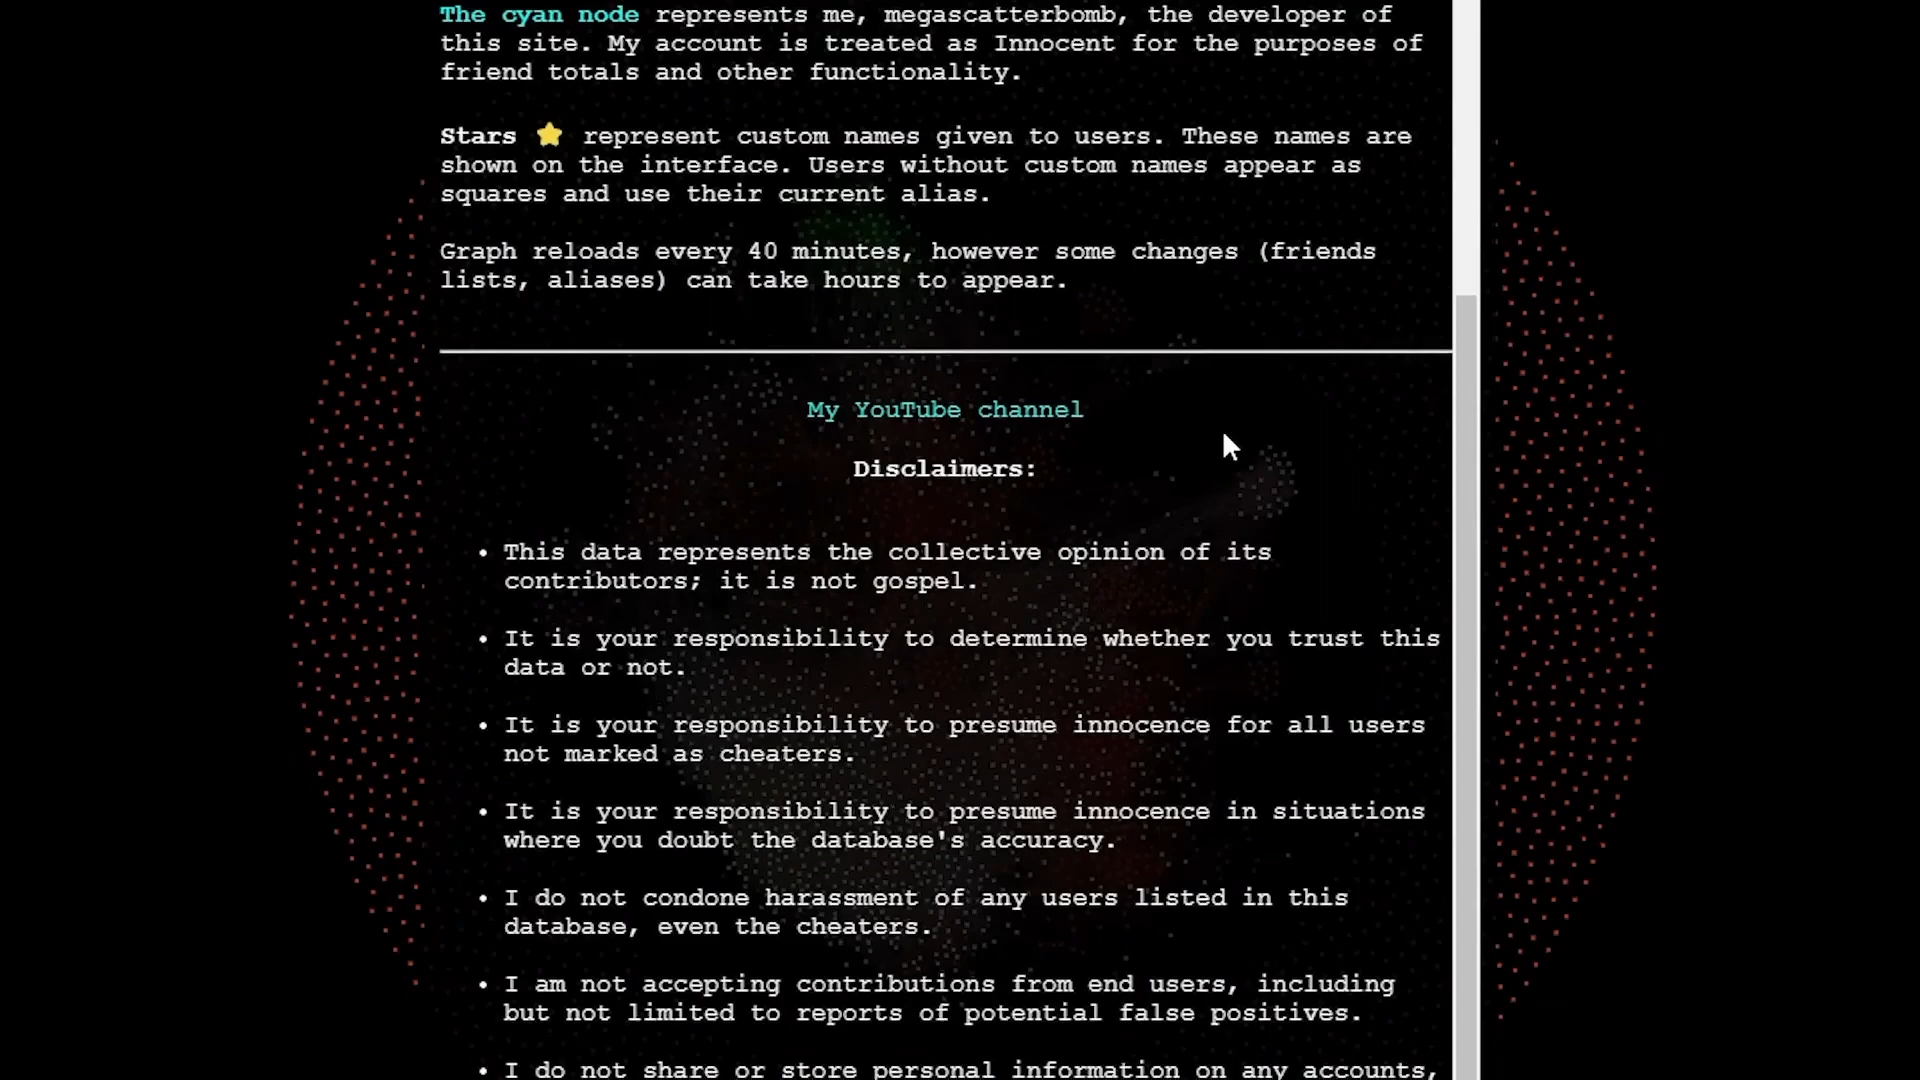 The cyan node represents me, megascatterbomb, the developer of
this site. My account is treated as Innocent for the purposes of
friend totals and other functionality.
Stars ⭐ represent custom names given to users. These names are
shown on the interface. Users without custom names appear as
squares and use their current alias.
Graph reloads every 40 minutes, however some changes (friends
lists, aliases) can take hours to appear.
My YouTube channel
Disclaimers:
• This data represents the collective opinion of its
contributors; it is not gospel.
• It is your responsibility to determine whether you trust this
data or not.
• It is your responsibility to presume innocence for all users
not marked as cheaters.
• It is your responsibility to presume innocence in situations
where you doubt the database's accuracy.
• I do not condone harassment of any users listed in this
database, even the cheaters.
• I am not accepting contributions from end users, including
but not limited to reports of potential false positives.
• I do not share or store personal information on any accounts,